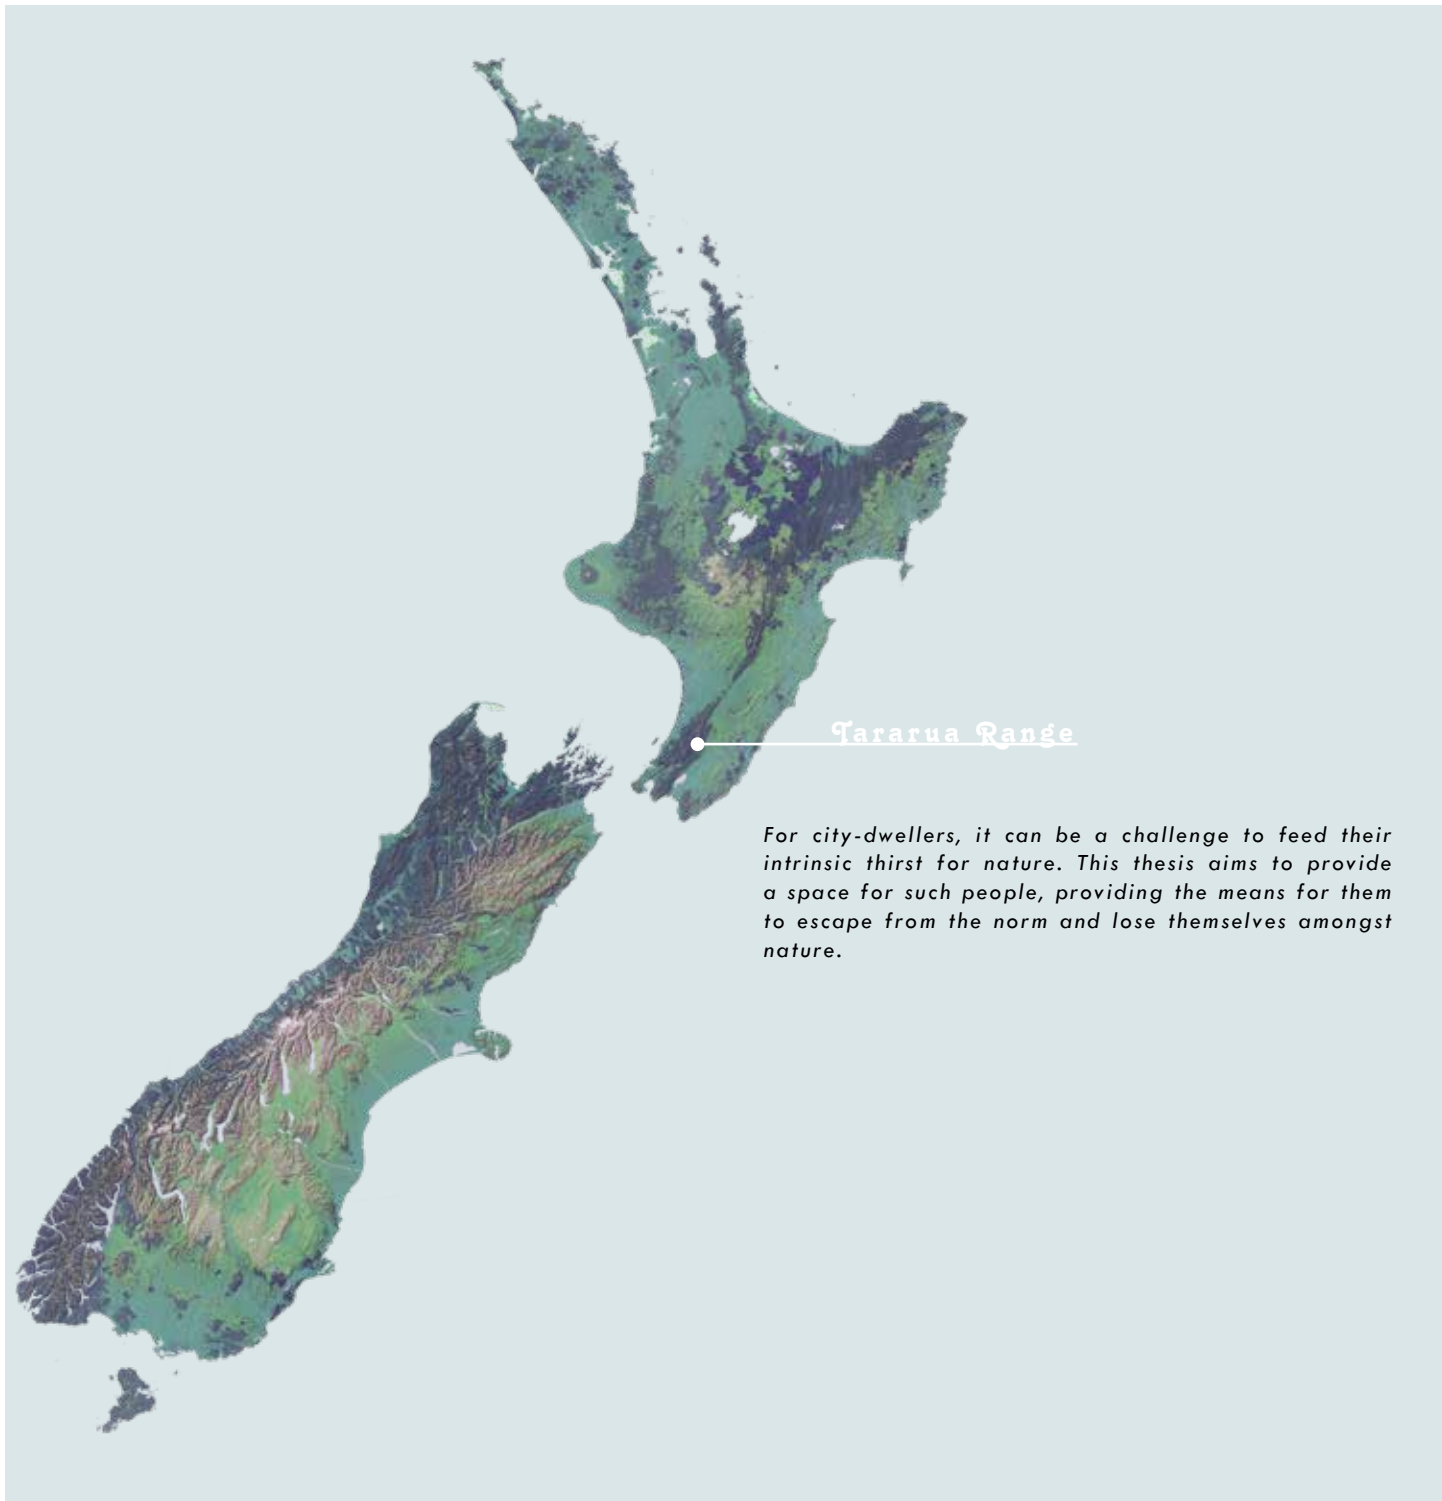 Tararua Range
For city-dwellers, it can be a challenge to feed their
intrinsic thirst for nature. This thesis aims to provide
a space for such people, providing the means for them
to escape from the norm and lose themselves amongst
nature.